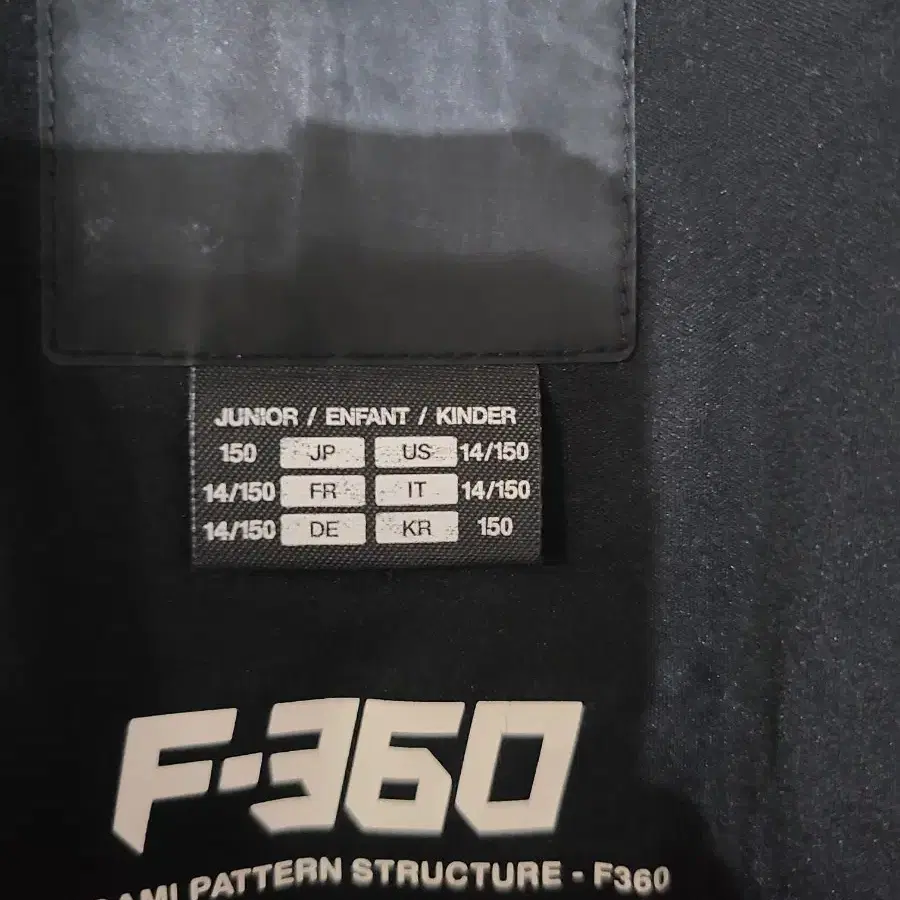 JUNIOR / ENFANT / KINDER
150 JP US 14/150
14/150 FR IT 14/150
14/150 DE KR 150
F-360
PATTERN STRUCTURE - F360